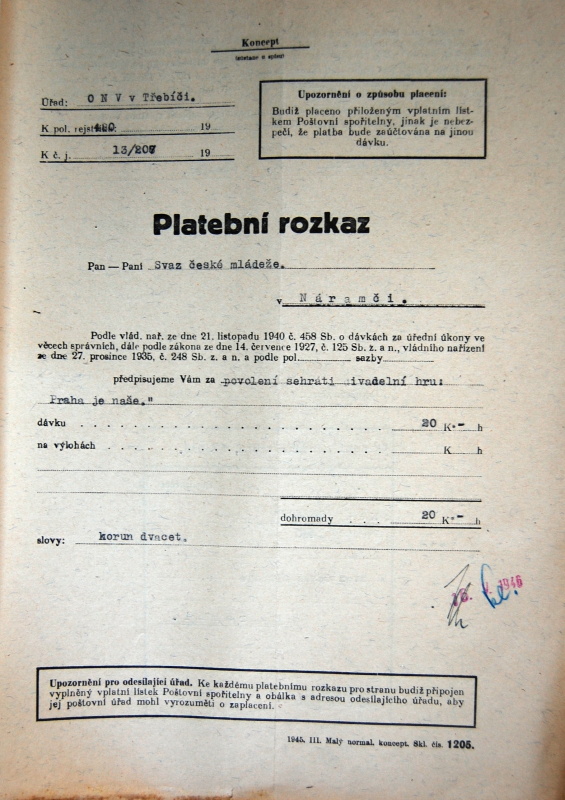 Koncept
Úřad: O N V v Třebíči.
K pol. rejstříku: 19
K č. j. 13/207 19
Upozornění o způsobu placení:
Budiž placeno přiloženým vplatním líst-
kem Poštovní spořitelny, jinak je nebez-
pečí, že platba bude zaúčtována na jinou
dávku.
Platební rozkaz
Pan — Paní Svaz české mládeže.
v N á r a m č i .
Podle vlád. nař. ze dne 21. listopadu 1940 č. 458 Sb. o dávkách za úřední úkony ve
věcech správních, dále podle zákona ze dne 14. července 1927, č. 125 Sb. z. a n., vládního nařízení
ze dne 27. prosince 1935, č. 248 Sb. z. a n. a podle pol. sazby
předpisujeme Vám za povolení sehráti divadelní hru:
Praha je naše."
dávku 20 K·- h
na výlohách K h
dohromady 20 K·- h
slovy: korun dvacet.
1946
Upozornění pro odesílající úřad. Ke každému platebnímu rozkazu pro stranu budiž připojen
vyplněný vplatní lístek Poštovní spořitelny a obálka s adresou odesílajícího úřadu, aby
jej poštovní úřad mohl vyrozuměti o zaplacení.
1945. III. Malý normal. koncept. Skl. čís. 1205.